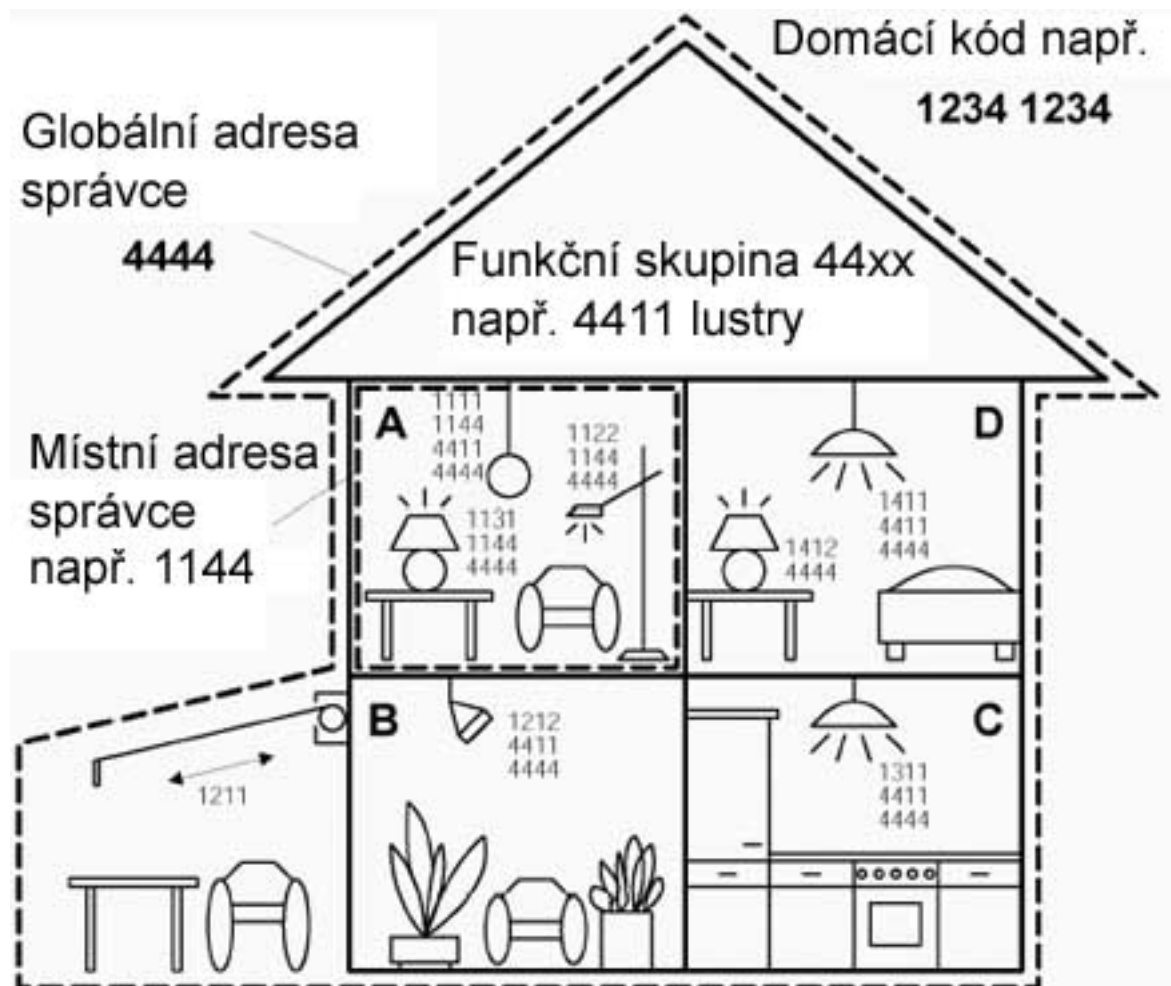 Domácí kód např.
1234 1234
Globální adresa
správce
4444
Funkční skupina 44xx
např. 4411 lustry
Místní adresa
správce
např. 1144
A
1111
1144
4411
4444
1122
1144
4444
1131
1144
4444
D
1411
4411
4444
1412
4444
B
1212
4411
4444
C
1311
4411
4444
1211